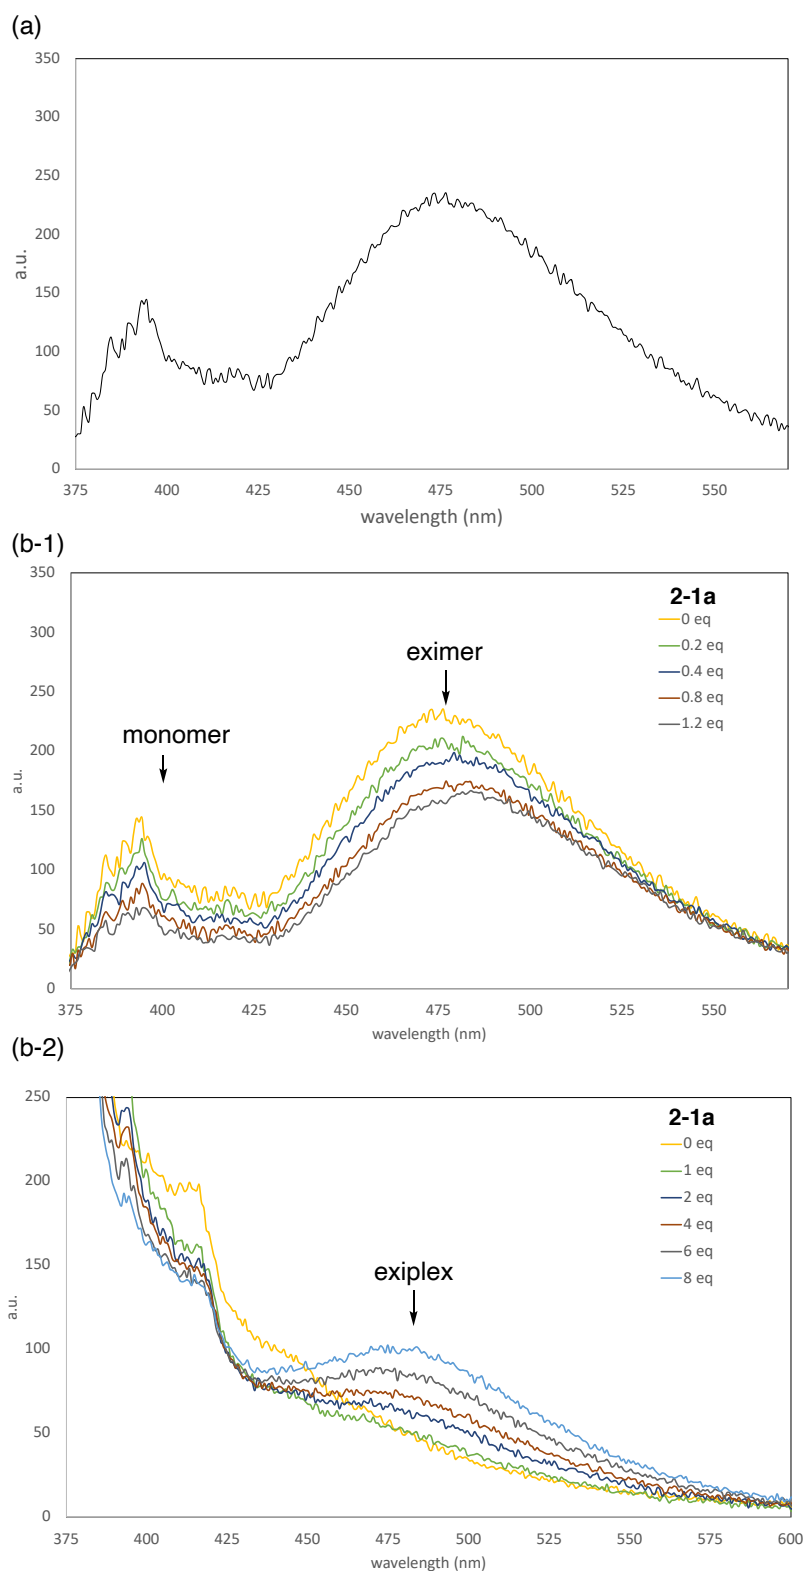 (a)
350
300
250
200
150
100
50
0
a.u.
375 400 425 450 475 500 525 550
wavelength (nm)
(b-1)
350
300
250
200
150
100
50
0
a.u.
2-1a
0 eq
0.2 eq
0.4 eq
0.8 eq
1.2 eq
eximer
monomer
375 400 425 450 475 500 525 550
wavelength (nm)
(b-2)
250
200
150
100
50
0
a.u.
2-1a
0 eq
1 eq
2 eq
4 eq
6 eq
8 eq
exiplex
375 400 425 450 475 500 525 550 575 600
wavelength (nm)